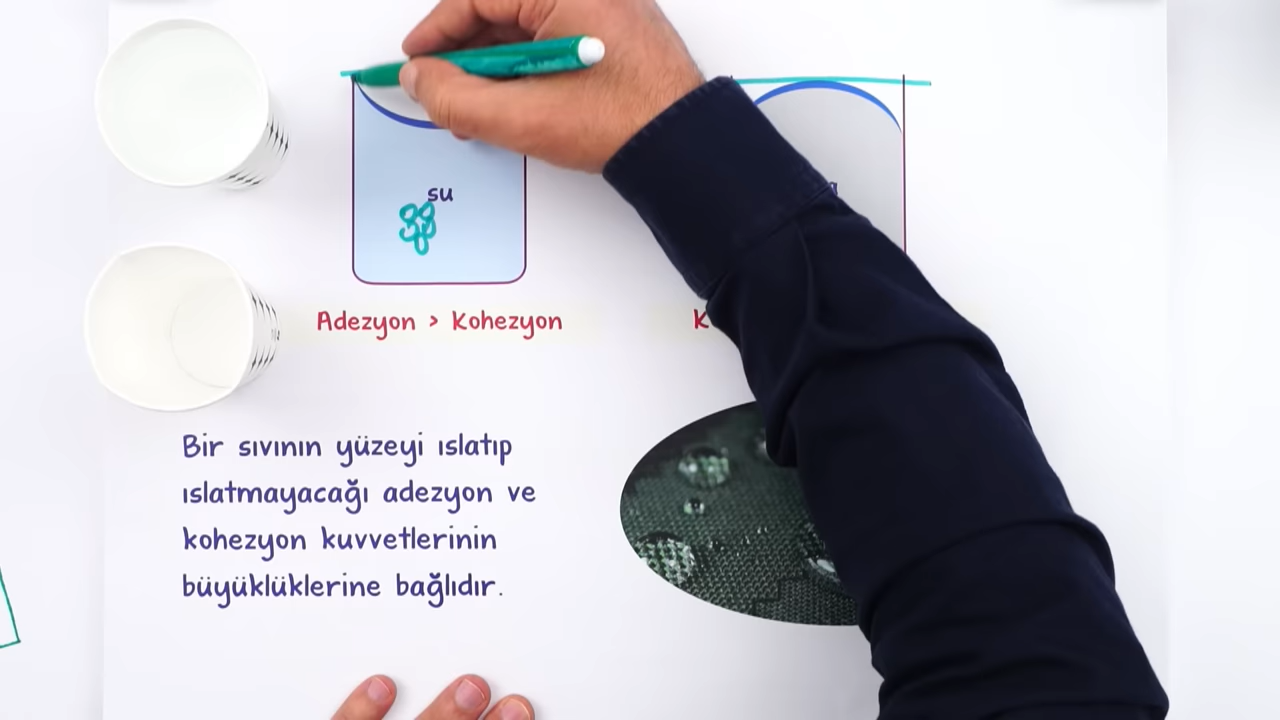 su
Adezyon > Kohezyon
Bir sıvının yüzeyi ıslatıp
ıslatmayacağı adezyon ve
kohezyon kuvvetlerinin
büyüklüklerine bağlıdır.